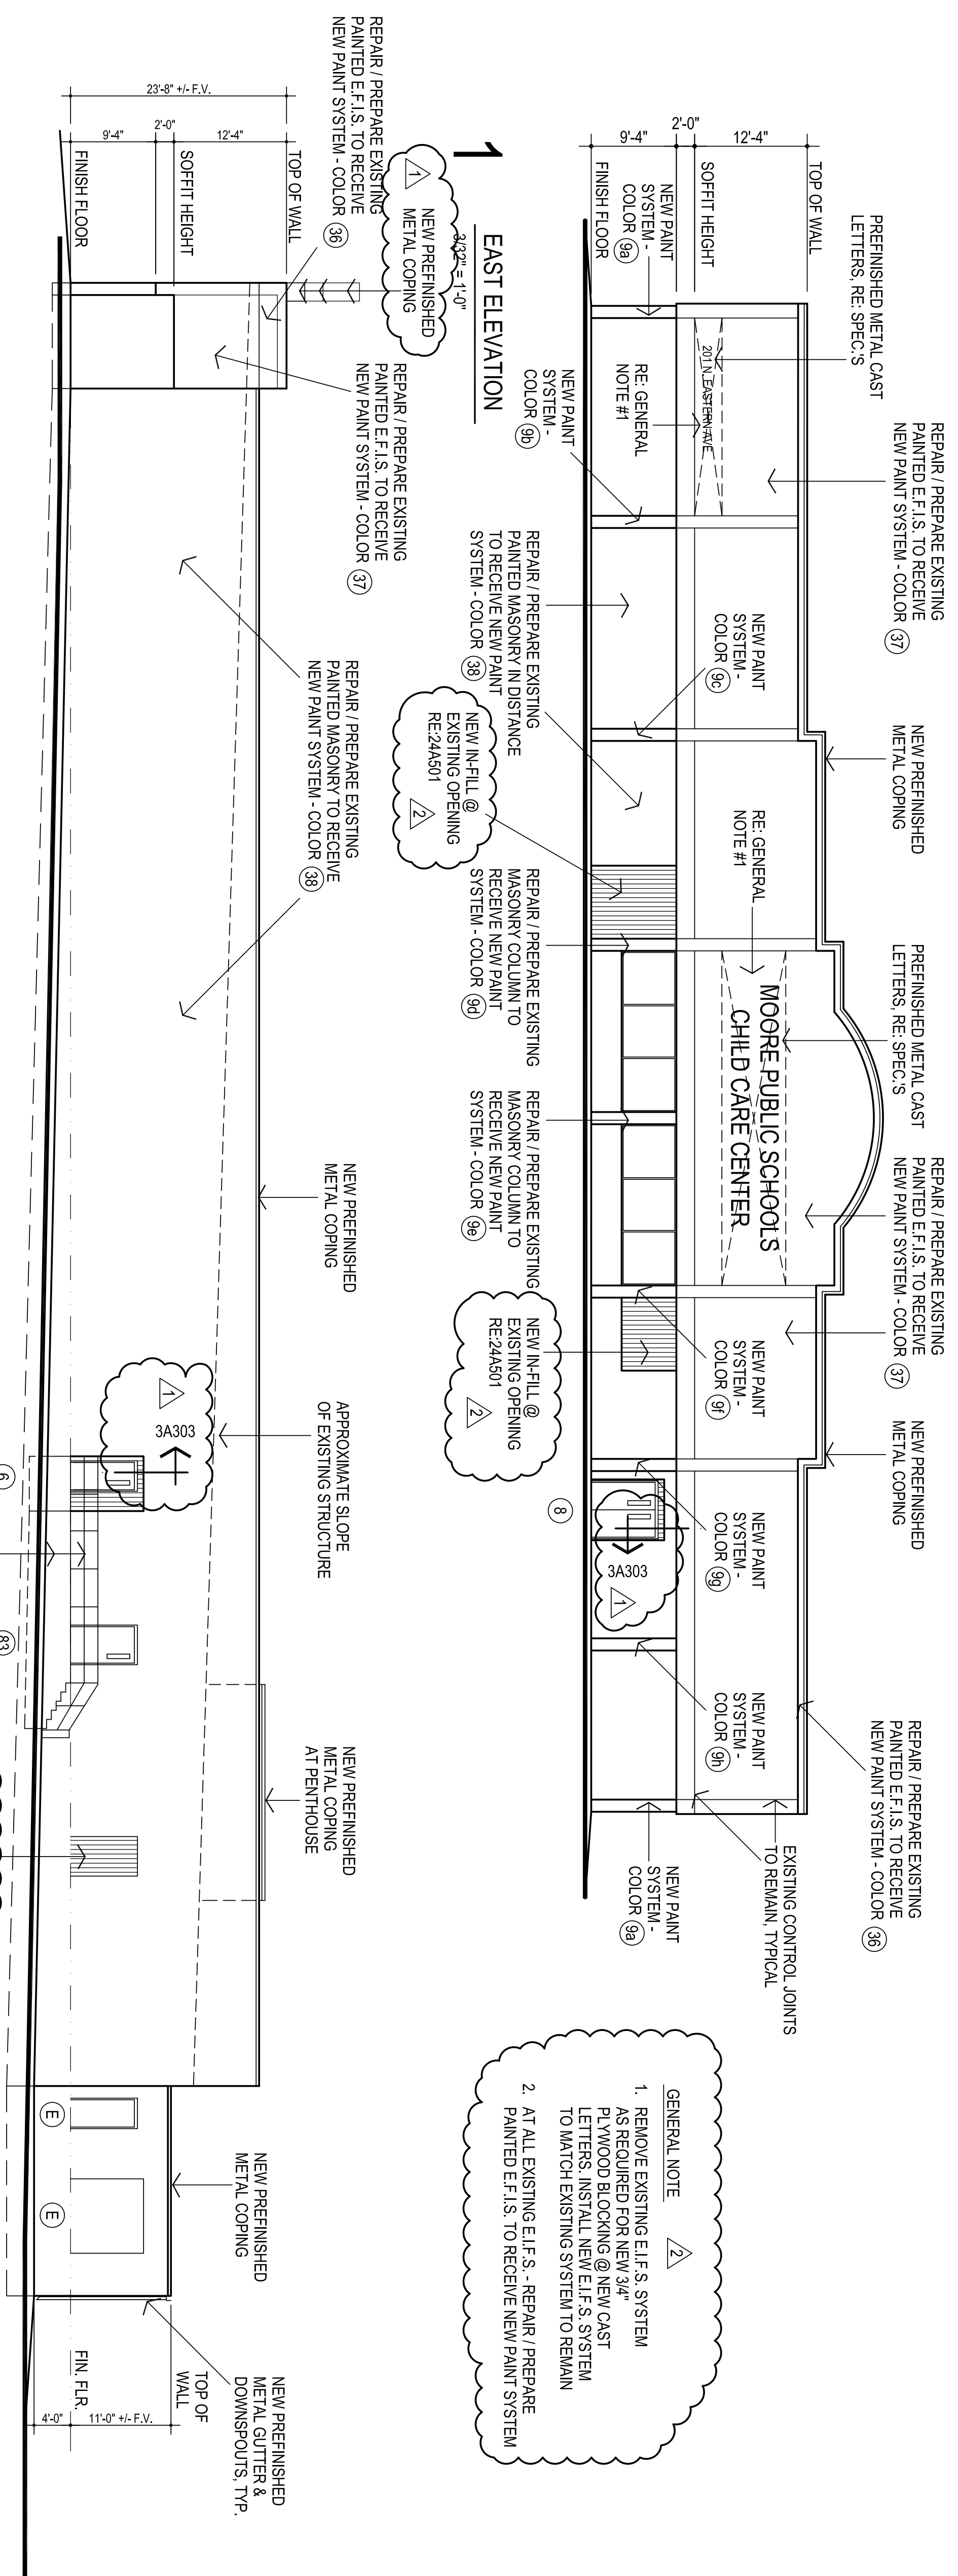 PREFINISHED METAL CAST
LETTERS, RE: SPEC.'S
REPAIR / PREPARE EXISTING
PAINTED E.F.I.S. TO RECEIVE
NEW PAINT SYSTEM - COLOR 37
NEW PREFINISHED
METAL COPING
PREFINISHED METAL CAST
LETTERS, RE: SPEC.'S
REPAIR / PREPARE EXISTING
PAINTED E.F.I.S. TO RECEIVE
NEW PAINT SYSTEM - COLOR 37
NEW PREFINISHED
METAL COPING
REPAIR / PREPARE EXISTING
PAINTED E.F.I.S. TO RECEIVE
NEW PAINT SYSTEM - COLOR 36
EXISTING CONTROL JOINTS
TO REMAIN, TYPICAL
TOP OF WALL
12'-4"
SOFFIT HEIGHT
2'-0"
9'-4"
FINISH FLOOR
201 N. EASTERN AVE
RE: GENERAL
NOTE #1
NEW PAINT
SYSTEM -
COLOR 9c
RE: GENERAL
NOTE #1
MOORE PUBLIC SCHOOLS
CHILD CARE CENTER
NEW PAINT
SYSTEM -
COLOR 9f
NEW PAINT
SYSTEM -
COLOR 9g
3A303
1
NEW PAINT
SYSTEM -
COLOR 9h
NEW PAINT
SYSTEM -
COLOR 9a
NEW PAINT
SYSTEM -
COLOR 9a
NEW PAINT
SYSTEM -
COLOR 9b
REPAIR / PREPARE EXISTING
PAINTED MASONRY IN DISTANCE
TO RECEIVE NEW PAINT
SYSTEM - COLOR 38
NEW IN-FILL @
EXISTING OPENING
RE:24A501
2
REPAIR / PREPARE EXISTING
MASONRY COLUMN TO
RECEIVE NEW PAINT
SYSTEM - COLOR 9d
REPAIR / PREPARE EXISTING
MASONRY COLUMN TO
RECEIVE NEW PAINT
SYSTEM - COLOR 9e
NEW IN-FILL @
EXISTING OPENING
RE:24A501
2
8
GENERAL NOTE 2
1. REMOVE EXISTING E.I.F.S. SYSTEM
AS REQUIRED FOR NEW 3/4"
PLYWOOD BLOCKING @ NEW CAST
LETTERS. INSTALL NEW E.I.F.S. SYSTEM
TO MATCH EXISTING SYSTEM TO REMAIN
2. AT ALL EXISTING E.I.F.S. - REPAIR / PREPARE
PAINTED E.F.I.S. TO RECEIVE NEW PAINT SYSTEM
1 EAST ELEVATION
3/32" = 1'-0"
NEW PREFINISHED
METAL COPING
1
REPAIR / PREPARE EXISTING
PAINTED E.F.I.S. TO RECEIVE
NEW PAINT SYSTEM - COLOR 36
REPAIR / PREPARE EXISTING
PAINTED E.F.I.S. TO RECEIVE
NEW PAINT SYSTEM - COLOR 37
REPAIR / PREPARE EXISTING
PAINTED MASONRY TO RECEIVE
NEW PAINT SYSTEM - COLOR 38
NEW PREFINISHED
METAL COPING
APPROXIMATE SLOPE
OF EXISTING STRUCTURE
NEW PREFINISHED
METAL COPING
AT PENTHOUSE
NEW PREFINISHED
METAL COPING
NEW PREFINISHED
METAL GUTTER &
DOWNSPOUTS, TYP.
TOP OF WALL
12'-4"
SOFFIT HEIGHT
2'-0"
9'-4"
23'-8" +/- F.V.
FINISH FLOOR
3A303
1
6
83
E
E
TOP OF
WALL
11'-0" +/- F.V.
FIN. FLR.
4'-0"